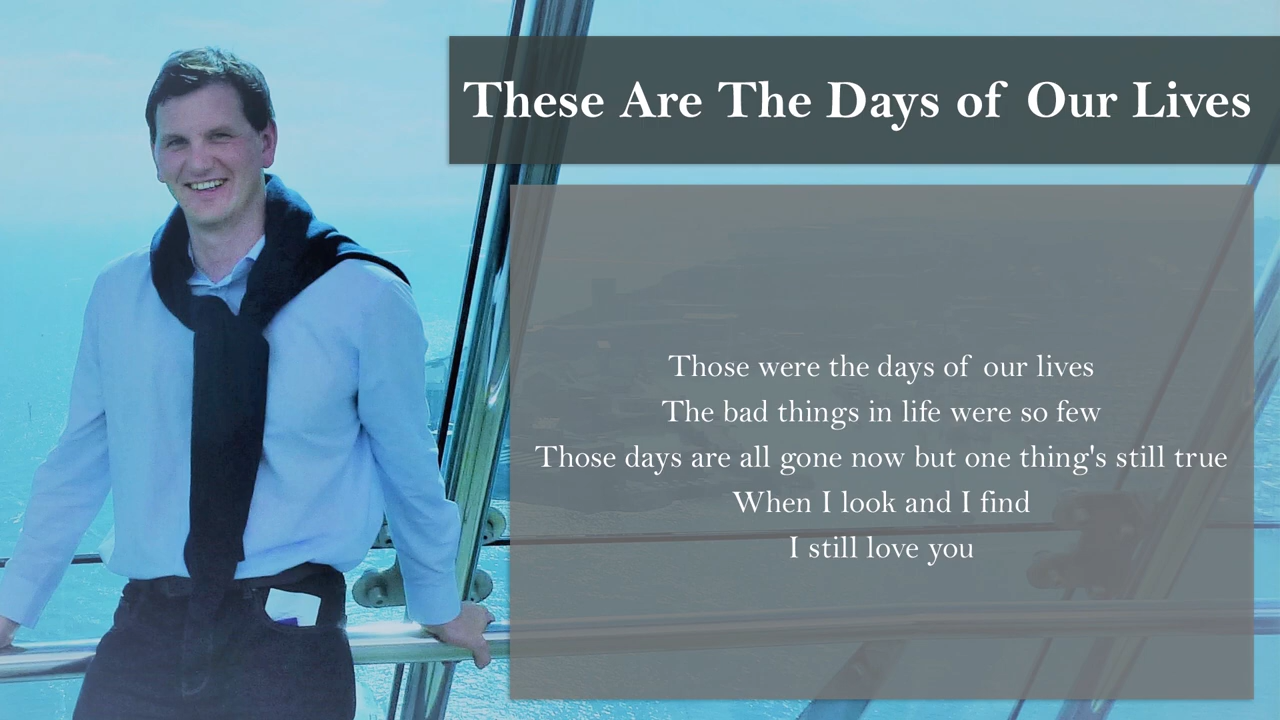 These Are The Days of Our Lives
Those were the days of our lives
The bad things in life were so few
Those days are all gone now but one thing's still true
When I look and I find
I still love you